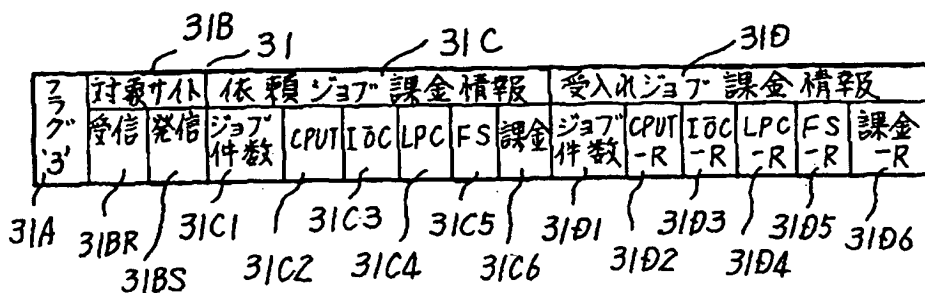 31B
31
31C
31D
フラグ'3'
対象サイト
依頼ジョブ課金情報
受入れジョブ課金情報
受信
発信
ジョブ件数
CPUT
IOC
LPC
FS
課金
ジョブ件数
CPUT-R
IOC-R
LPC-R
FS-R
課金-R
31A
31BR
31BS
31C1
31C2
31C3
31C4
31C5
31C6
31D1
31D2
31D3
31D4
31D5
31D6